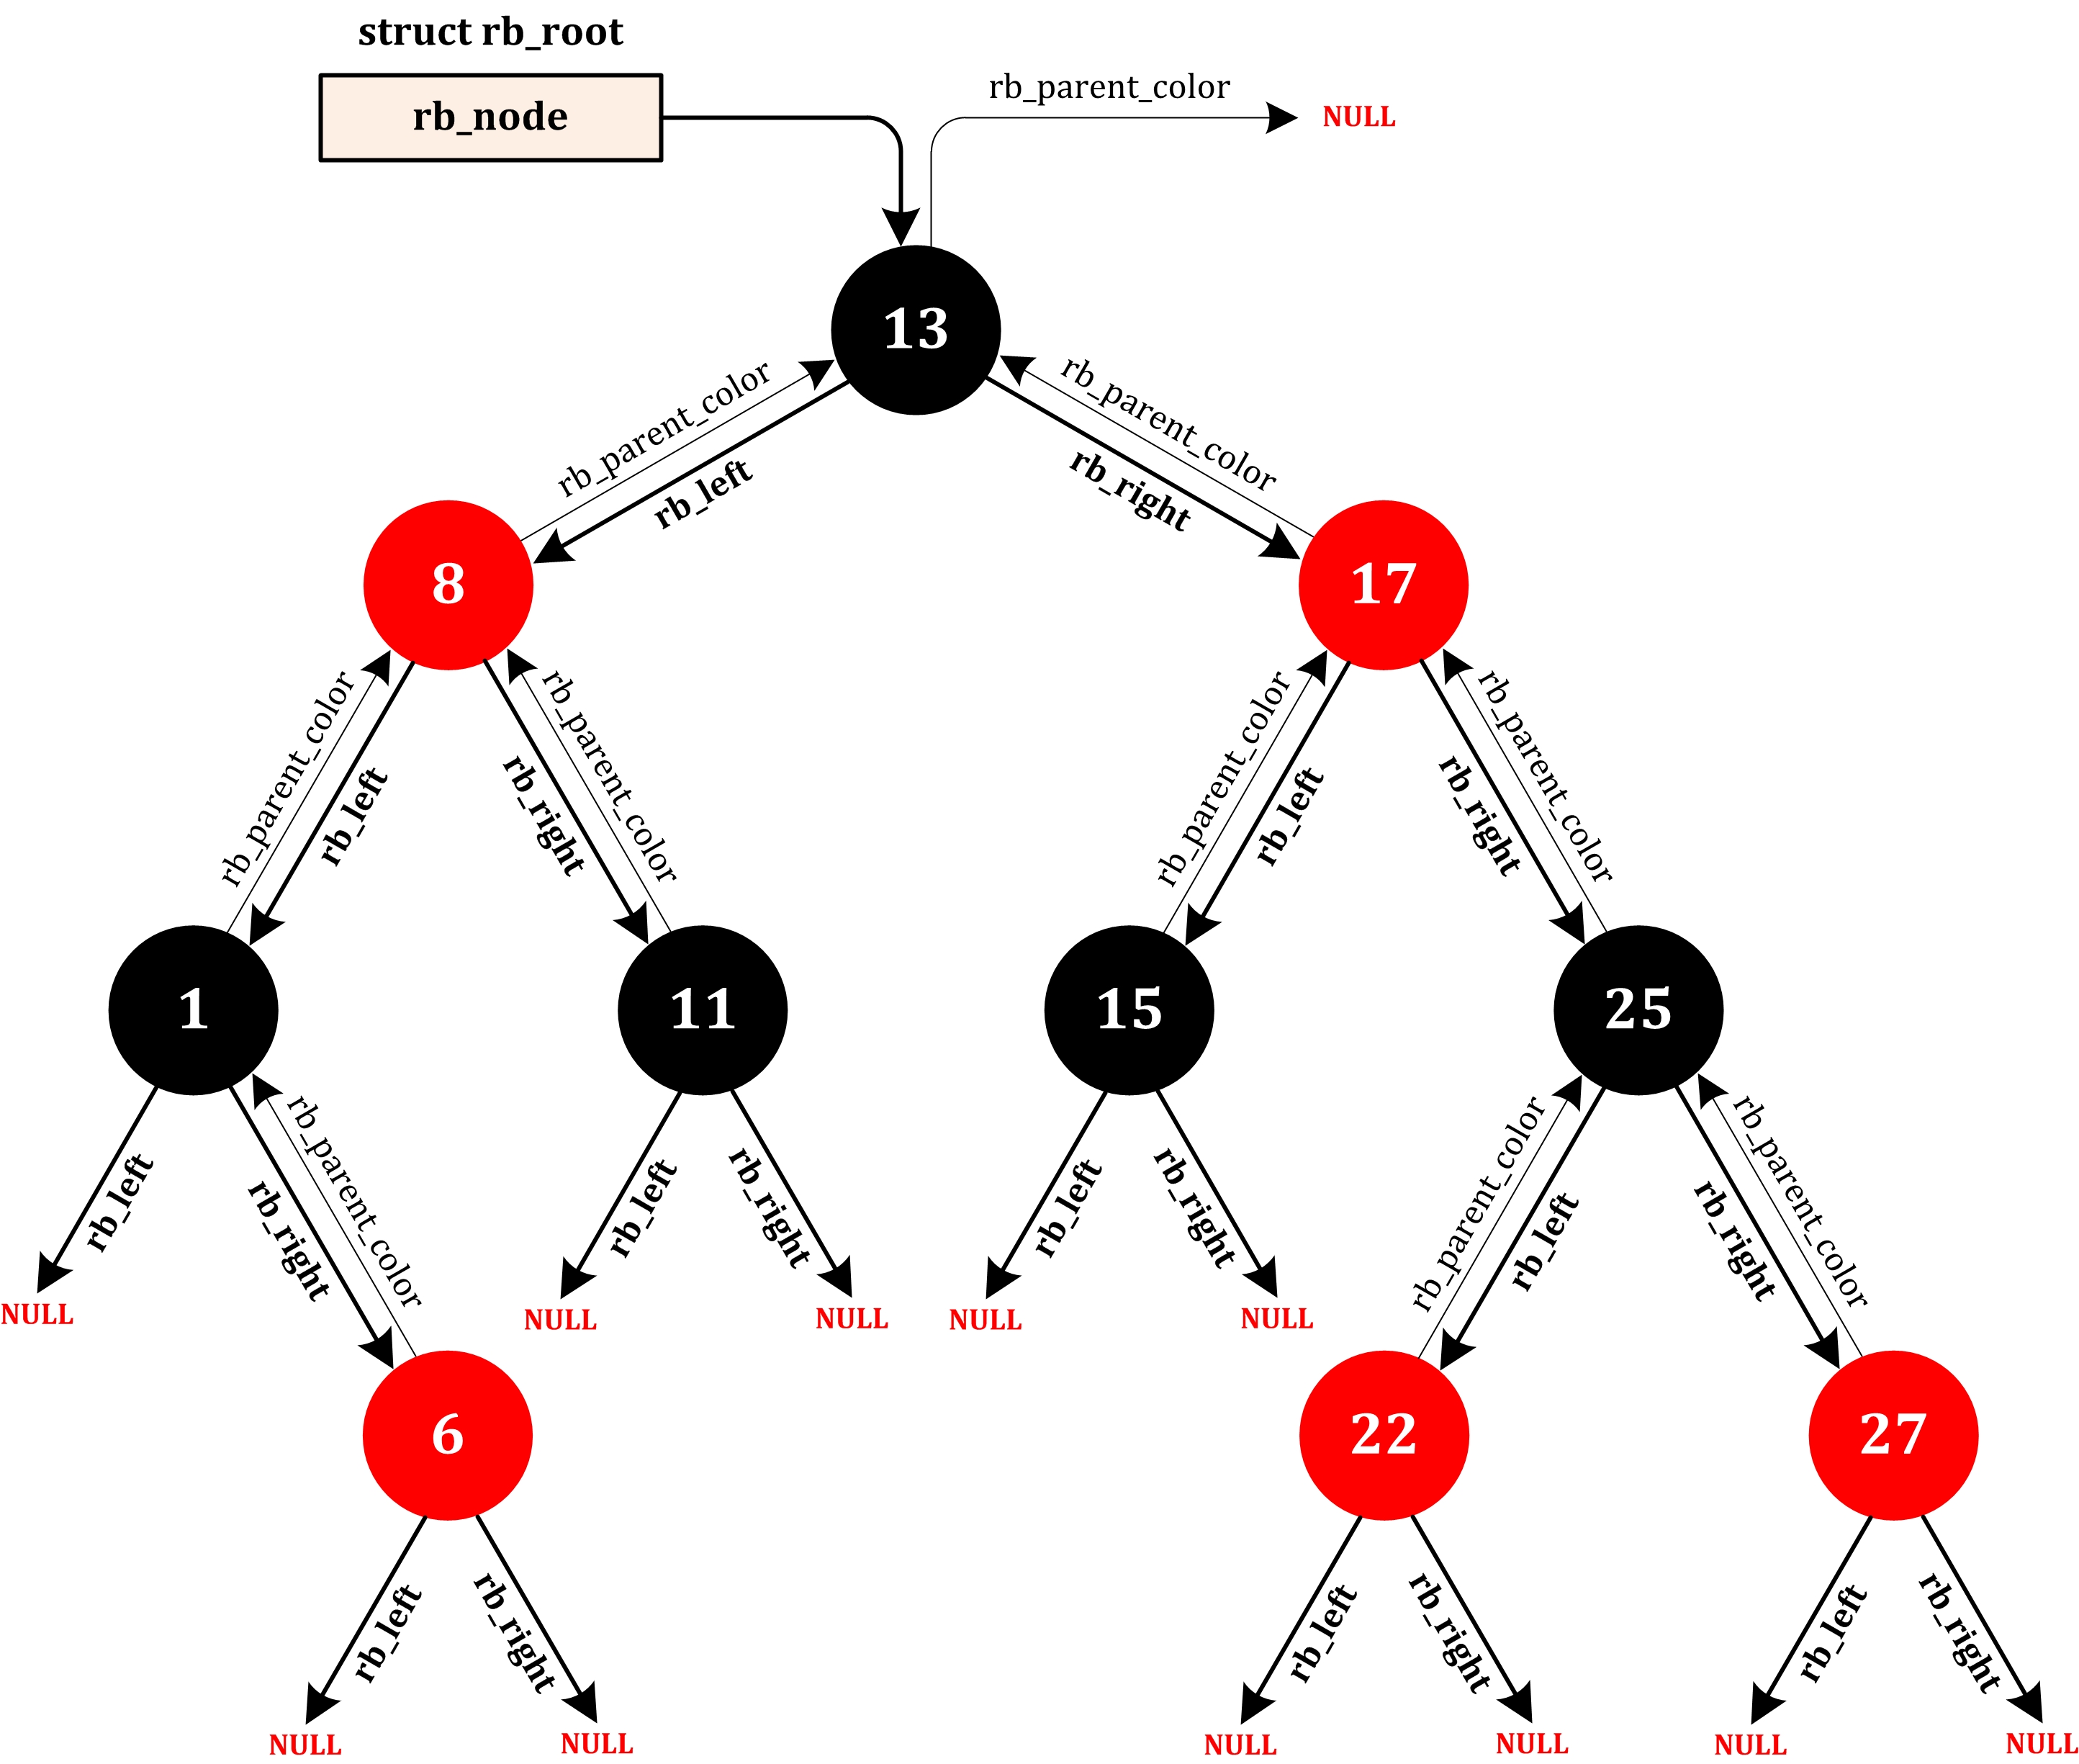 struct rb_root
rb_node
rb_parent_color
NULL
13
rb_parent_color
rb_left
rb_parent_color
rb_right
8
17
rb_parent_color
rb_left
rb_parent_color
rb_right
rb_parent_color
rb_left
rb_parent_color
rb_right
1
11
15
25
rb_left
rb_parent_color
rb_right
rb_left
rb_right
rb_left
rb_right
rb_parent_color
rb_left
rb_parent_color
rb_right
NULL
NULL
NULL
NULL
NULL
6
22
27
rb_left
rb_right
rb_left
rb_right
rb_left
rb_right
NULL
NULL
NULL
NULL
NULL
NULL